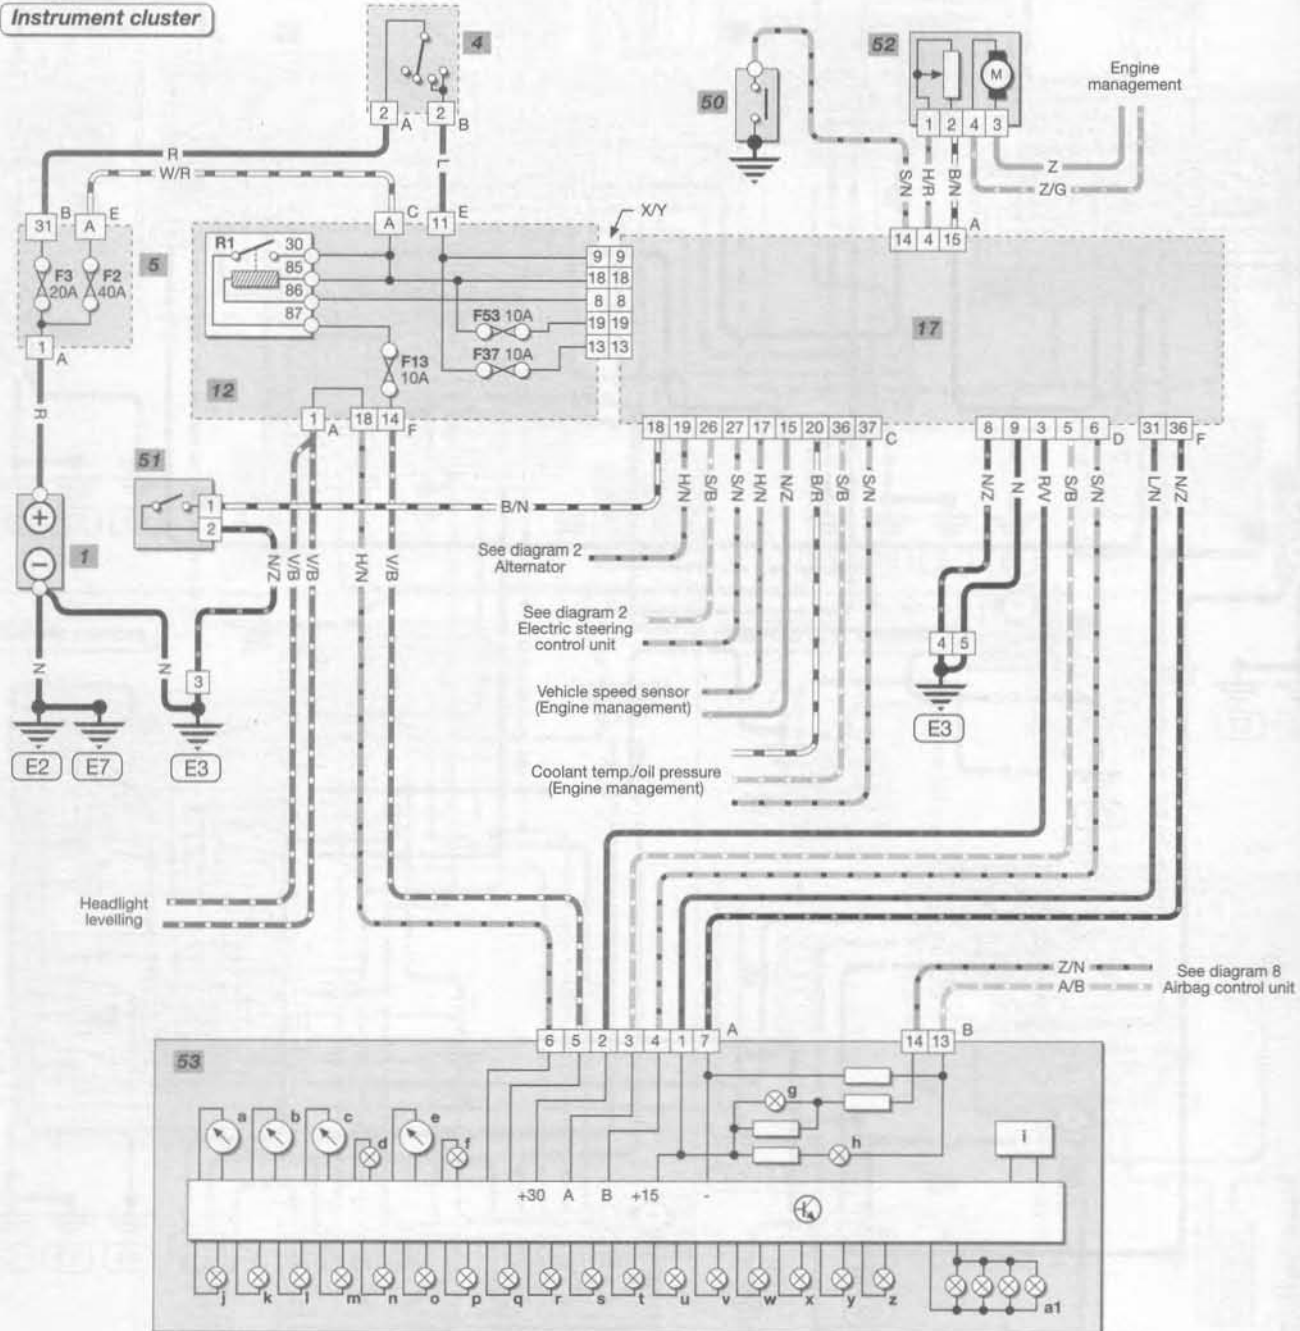 Instrument cluster
4
2 A 2 B
R
W/R
L
50
52
M
1 2 4 3
Engine
management
Z
Z/G
S/N H/R B/N
14 4 15 A
31 B A E
F3
20A
F2
40A
5
1 A
A C 11 E
X/Y
R1
30
85
86
87
9 9
18 18
8 8
19 19
13 13
F53 10A
F37 10A
F13
10A
12
17
1 A 18 14 F
18 19 26 27 17 15 20 36 37 C
8 9 3 5 6 D
31 36 F
R
51
1
2
B/N
H/N S/B S/N H/N N/Z B/R S/B S/N
N/Z N R/V S/B S/N
L/N N/Z
+
-
1
N/Z
V/B V/B H/N V/B
See diagram 2
Alternator
See diagram 2
Electric steering
control unit
4 5
N
N
3
Vehicle speed sensor
(Engine management)
E3
E2 E7 E3
Coolant temp./oil pressure
(Engine management)
Headlight
levelling
Z/N
A/B
See diagram 8
Airbag control unit
53
6 5 2 3 4 1 7 A
14 13 B
a b c d e f
g
h
i
+30 A B +15 -
j k l m n o p q r s t u v w x y z a1